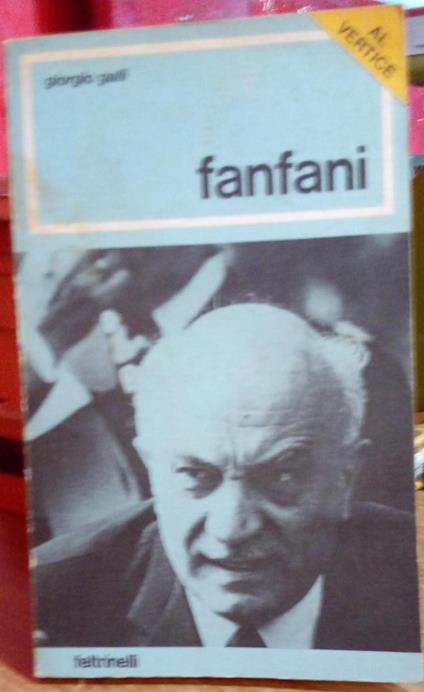 giorgio galli
AL
VERTICE
fanfani
feltrinelli